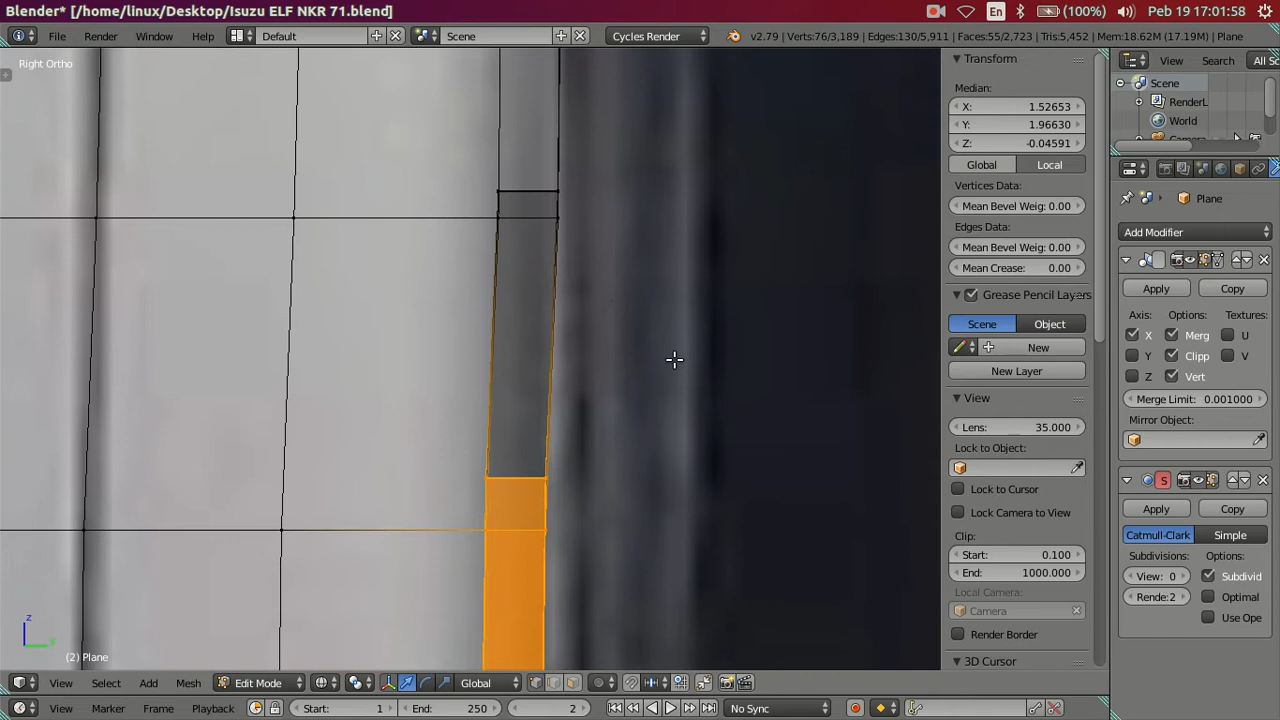 Blender* [/home/linux/Desktop/Isuzu ELF NKR 71.blend]
En
(100%)
Peb 19 17:01:58
File
Render
Window
Help
Default
Scene
Cycles Render
v2.79 | Verts:76/3,189 | Edges:130/5,911 | Faces:55/2,723 | Tris:5,452 | Mem:18.62M (17.19M) | Plane
Right Ortho
Transform
Median:
X: 1.52653
Y: 1.96630
Z: -0.04591
Global
Local
Vertices Data:
Mean Bevel Weig: 0.00
Edges Data:
Mean Bevel Weig: 0.00
Mean Crease: 0.00
Grease Pencil Layers
Scene
Object
New
New Layer
View
Lens: 35.000
Lock to Object:
Lock to Cursor
Lock Camera to View
Clip:
Start: 0.100
End: 1000.000
Local Camera:
Camera
Render Border
3D Cursor
View
Search
All Sc
Scene
RenderL
World
Plane
Add Modifier
Apply
Copy
Axis:
Options:
Textures:
X
Merg
U
Y
Clipp
V
Z
Vert
Merge Limit: 0.001000
Mirror Object:
S
Apply
Copy
Catmull-Clark
Simple
Subdivisions:
Options:
View: 0
Subdivid
Rende: 2
Optimal
Use Ope
z
y
(2) Plane
View
Select
Add
Mesh
Edit Mode
Global
View
Marker
Frame
Playback
Start: 1
End: 250
2
No Sync